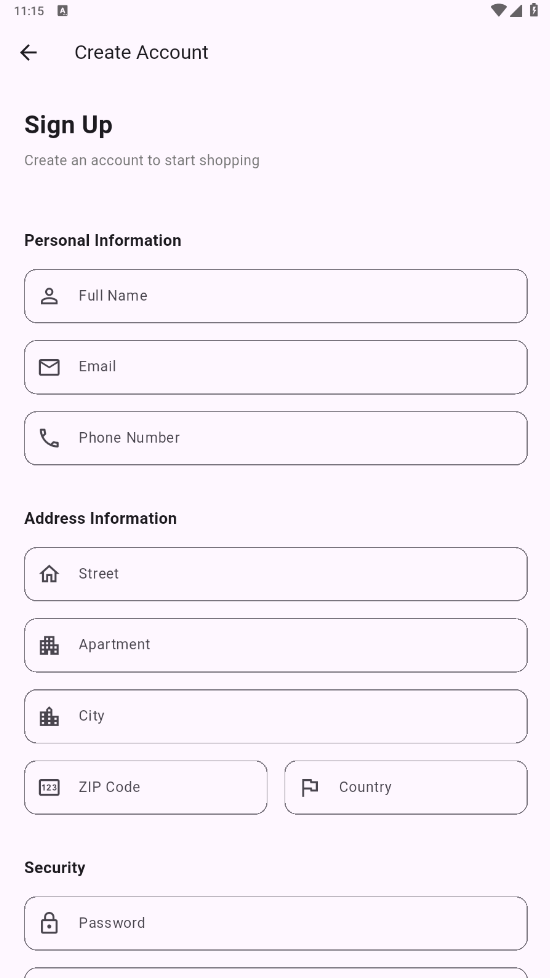 11:15
Create Account
Sign Up
Create an account to start shopping
Personal Information
Full Name
Email
Phone Number
Address Information
Street
Apartment
City
123 ZIP Code
Country
Security
Password